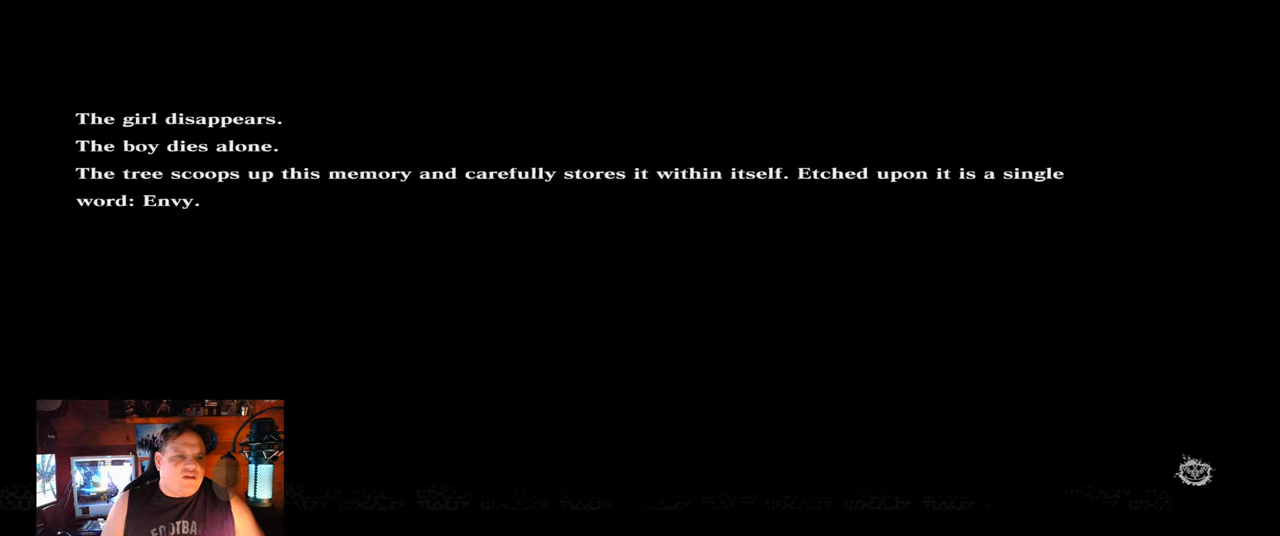 The girl disappears.
The boy dies alone.
The tree scoops up this memory and carefully stores it within itself. Etched upon it is a single
word: Envy.